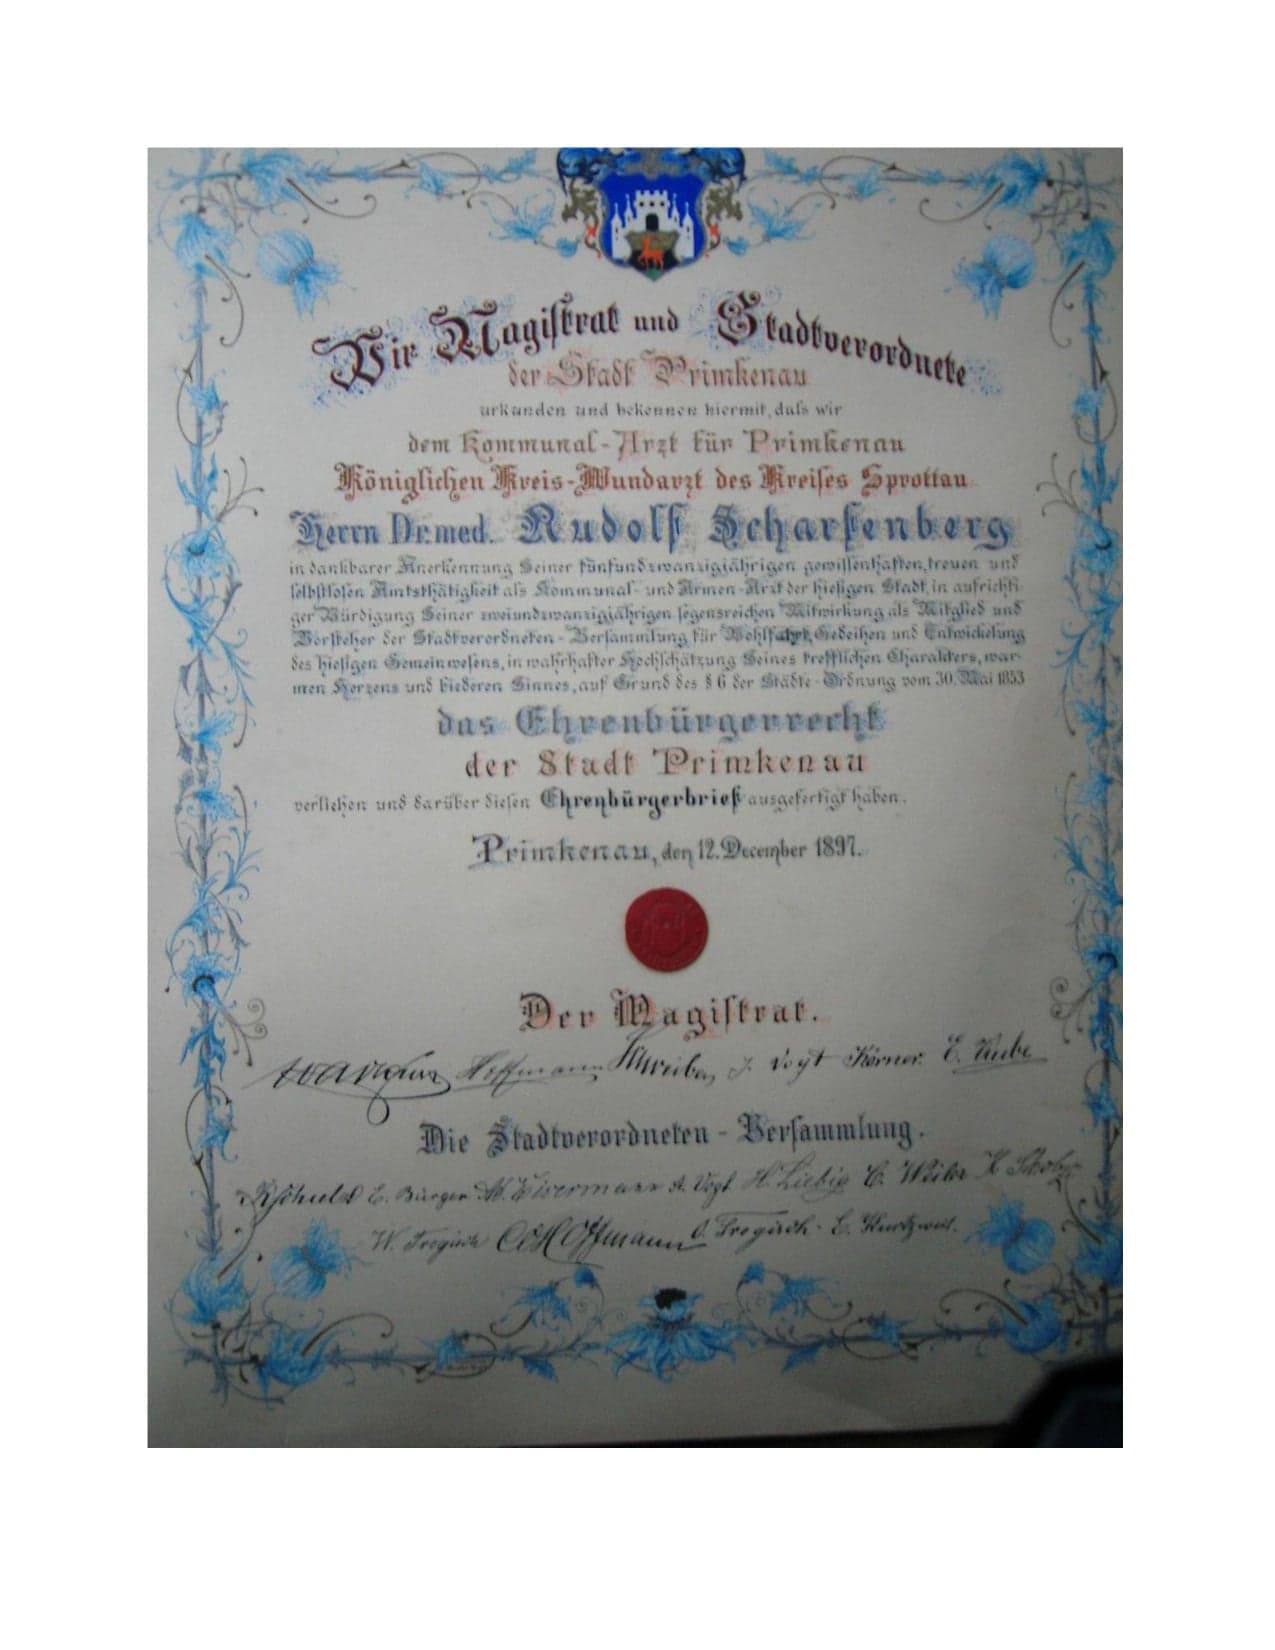 Wir Magiſtrat und Stadtverordnete
der Stadt Primkenau
urkunden und bekennen hiermit, daſs wir
dem Kommunal-Arzt für Primkenau
Königlichen Kreis-Wundarzt des Kreiſes Sprottau
Herrn Dr. med. Rudolf Scharfenberg
in dankbarer Anerkennung Seiner fünfundzwanzigjährigen gewiſſenhaften, treuen und
ſelbſtloſen Amtsthätigkeit als Kommunal- und Armen-Arzt der hieſigen Stadt, in aufrichti-
ger Würdigung Seiner zweiundzwanzigjährigen ſegensreichen Mitwirkung als Mitglied und
Vorſteher der Stadtverordneten-Verſammlung für Wohlfahrt, Gedeihen und Entwickelung
des hieſigen Gemeinweſens, in wahrhafter Hochſchätzung Seines trefflichen Charakters, war-
men Herzens und biederen Sinnes, auf Grund des § 6 der Städte-Ordnung vom 30. Mai 1853
das Ehrenbürgerrecht
der Stadt Primkenau
verliehen und darüber dieſen Ehrenbürgerbrief ausgefertigt haben.
Primkenau, den 12. December 1897.
Der Magiſtrat.
Hoffmann Schreiber J. Vogt Körner E. Kube
Die Stadtverordneten-Verſammlung.
E. Bürger Eisermann A. Vogt H. Liebig C.
W. Trogisch Hoffmann O. Trogisch E.